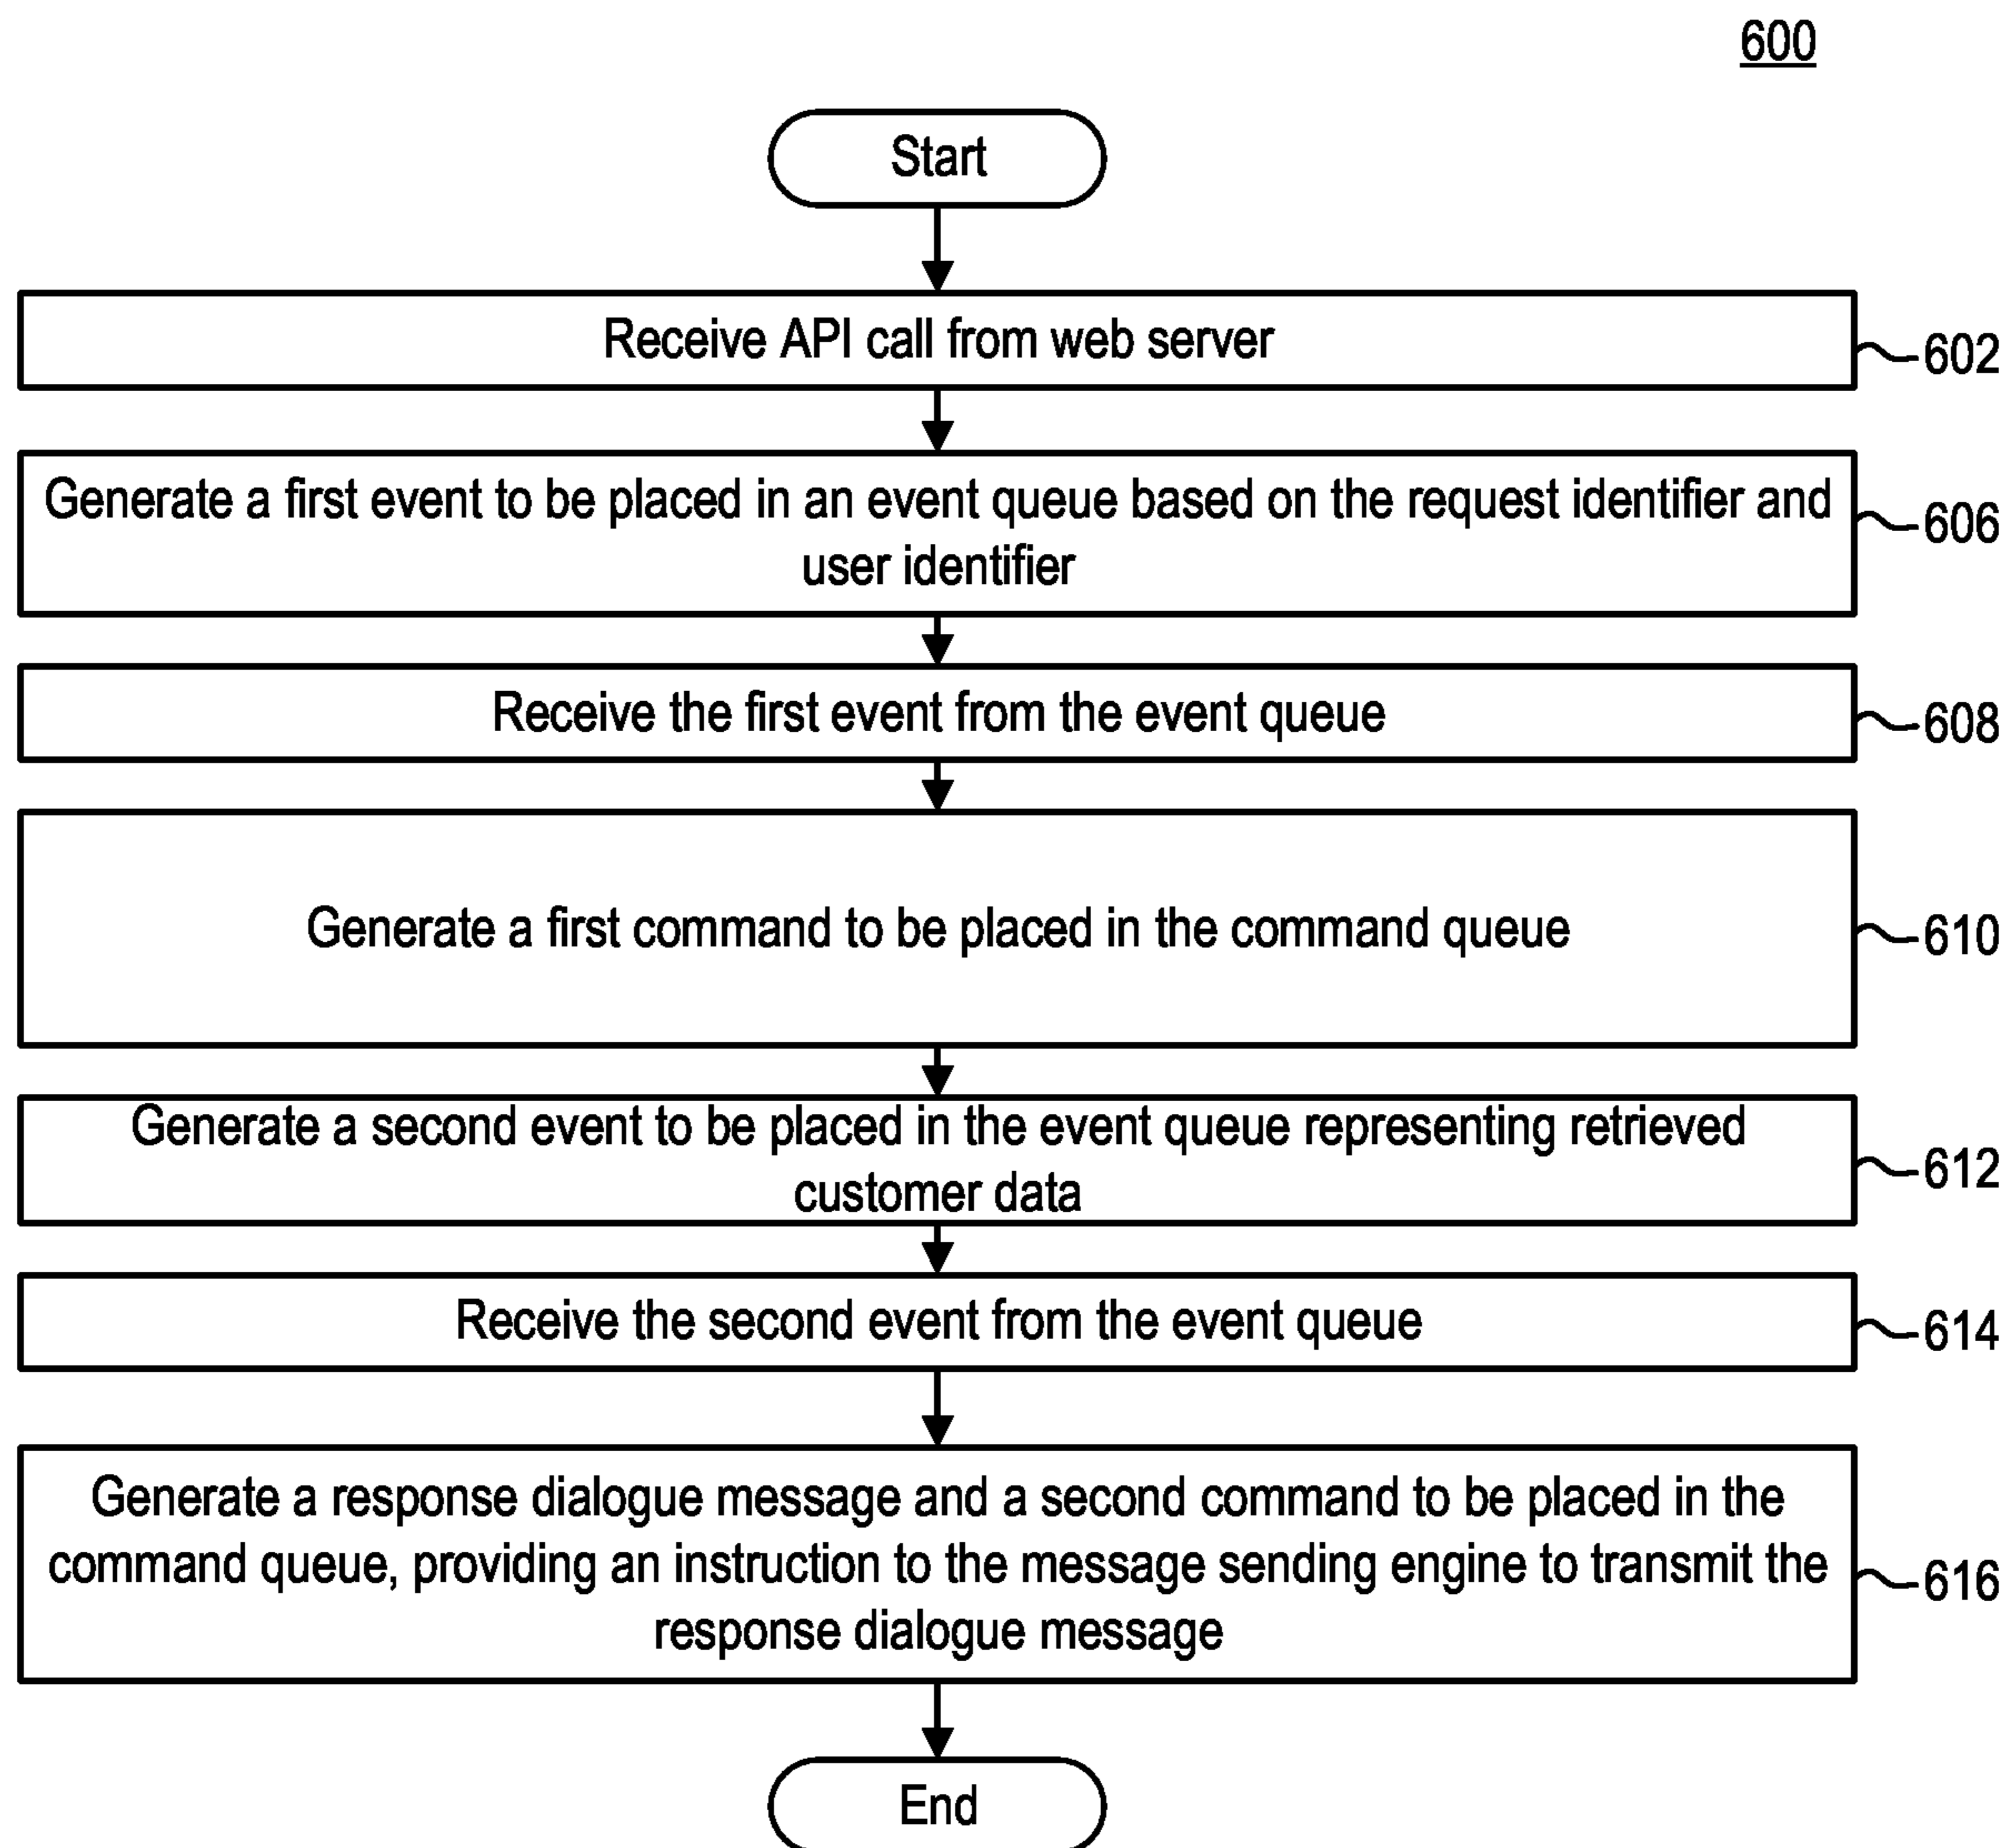 600
Start
Receive API call from web server
602
Generate a first event to be placed in an event queue based on the request identifier and
user identifier
606
Receive the first event from the event queue
608
Generate a first command to be placed in the command queue
610
Generate a second event to be placed in the event queue representing retrieved
customer data
612
Receive the second event from the event queue
614
Generate a response dialogue message and a second command to be placed in the
command queue, providing an instruction to the message sending engine to transmit the
response dialogue message
616
End